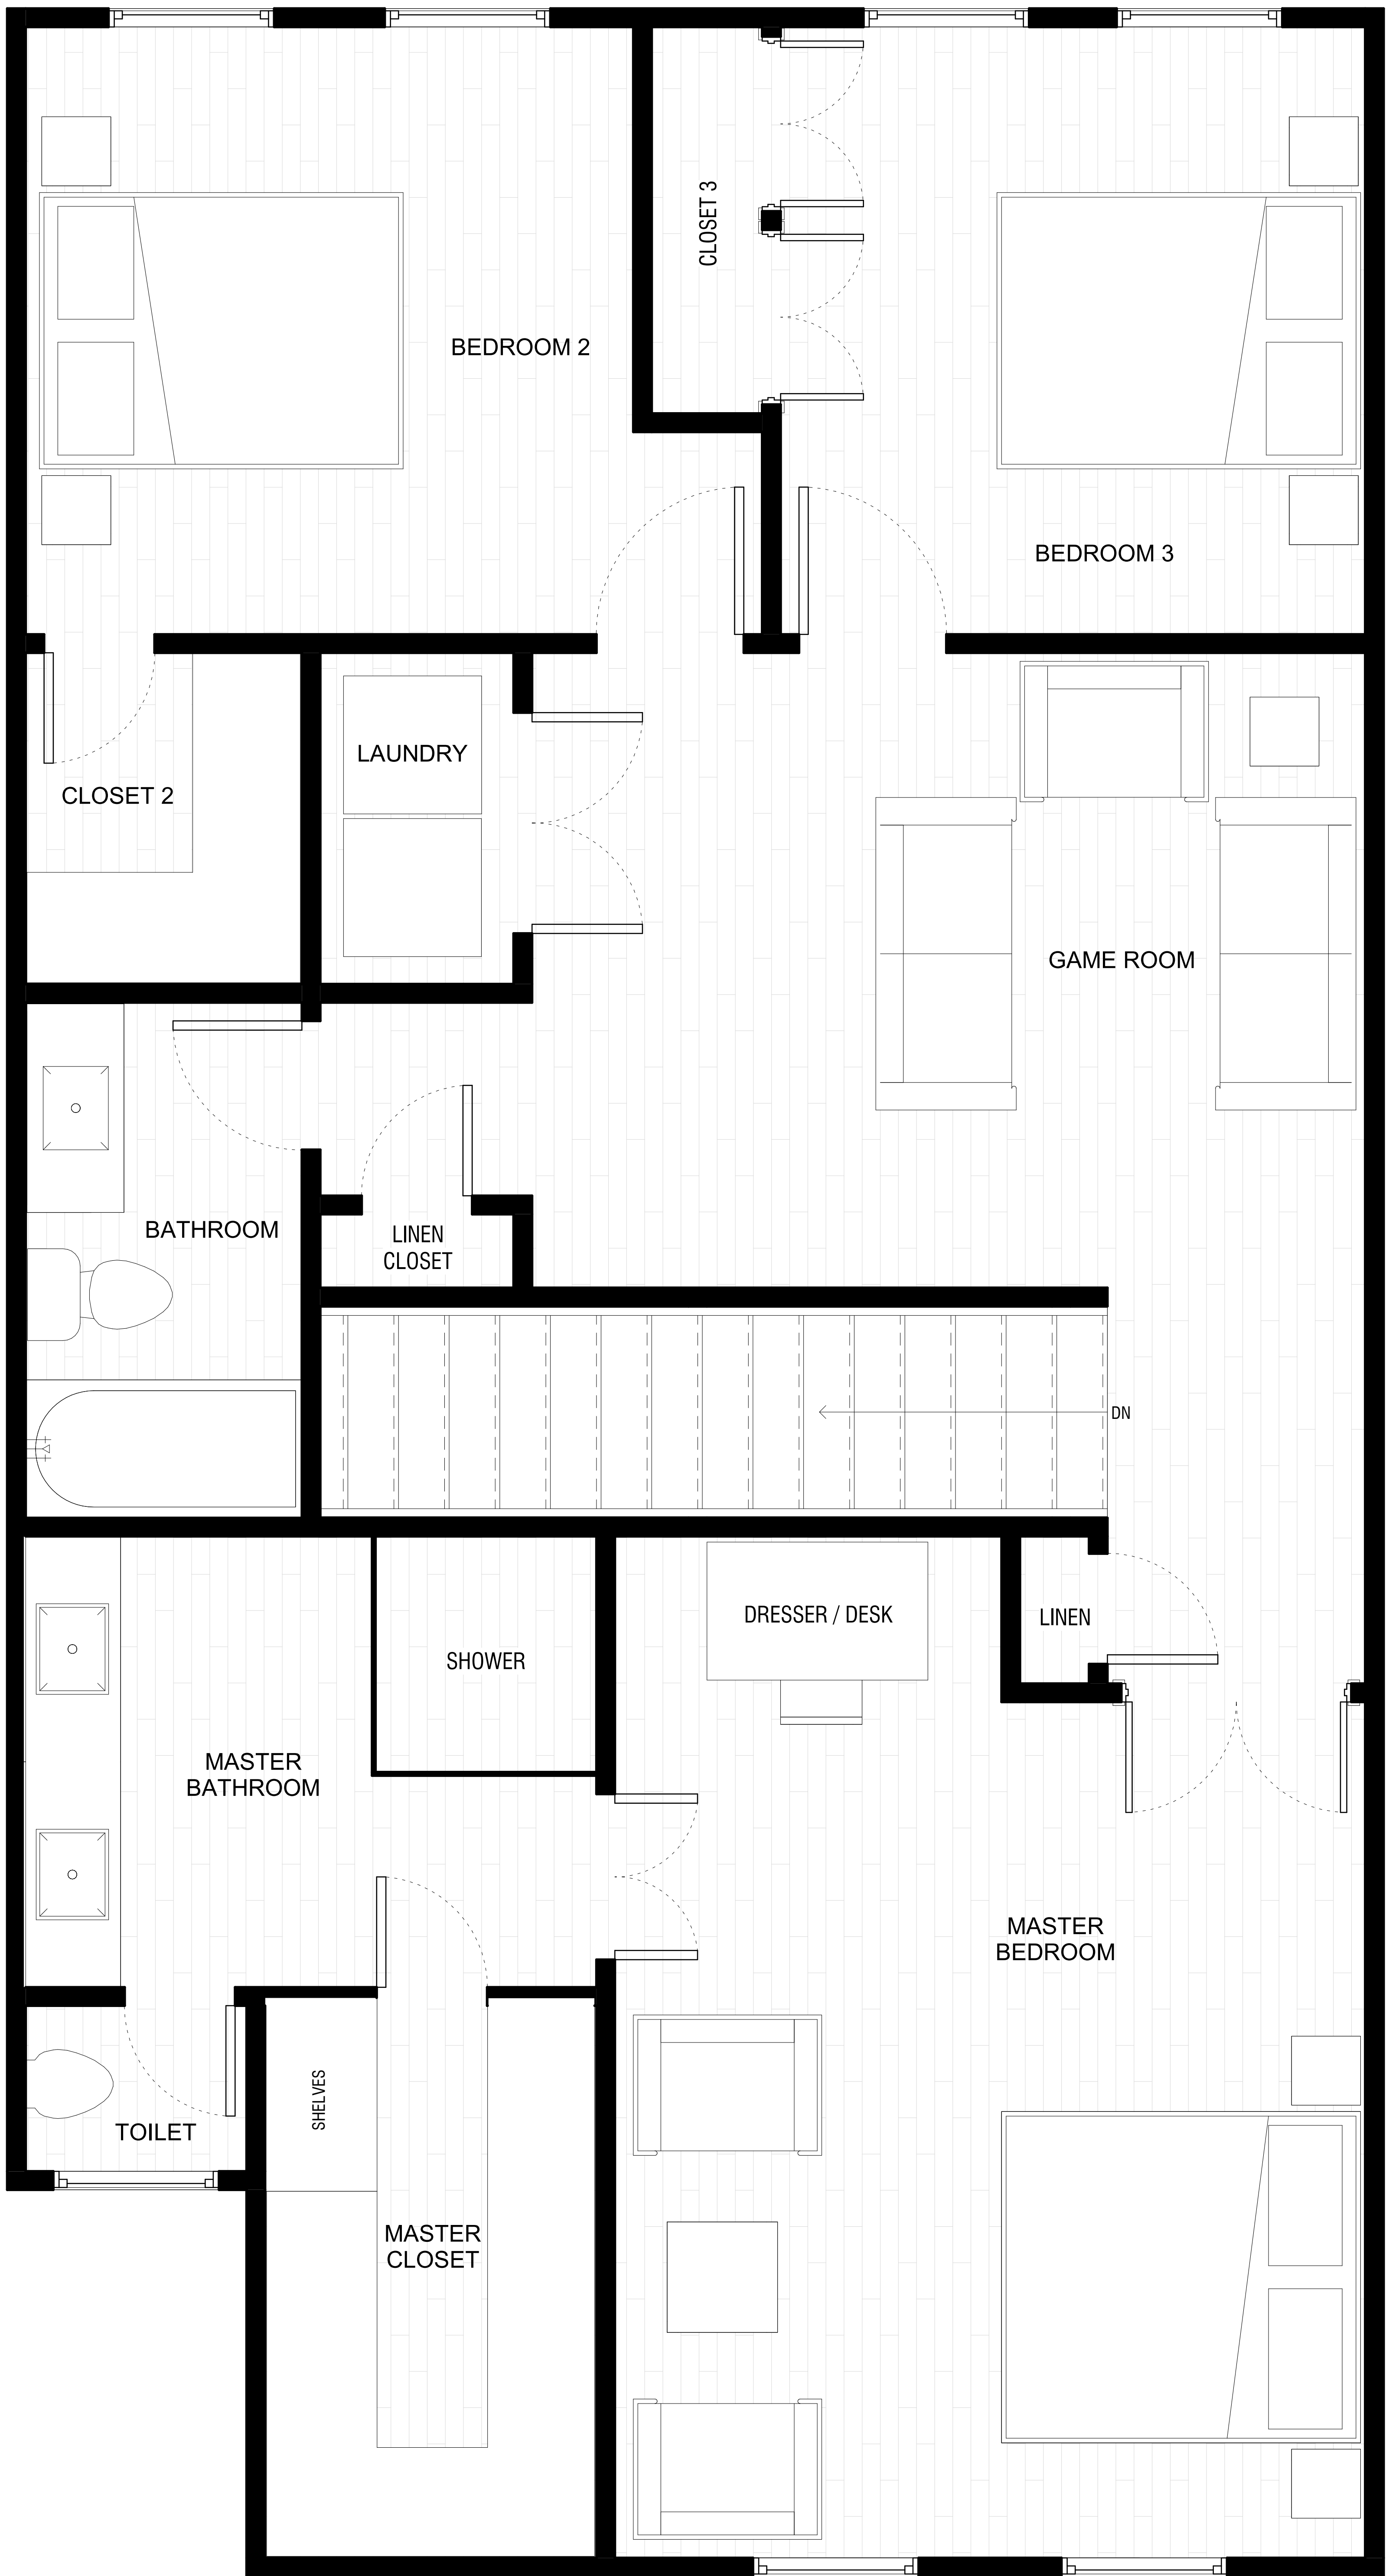 CLOSET 3
BEDROOM 2
BEDROOM 3
LAUNDRY
CLOSET 2
GAME ROOM
BATHROOM
LINEN
CLOSET
DN
DRESSER / DESK
LINEN
SHOWER
MASTER
BATHROOM
MASTER
BEDROOM
SHELVES
TOILET
MASTER
CLOSET